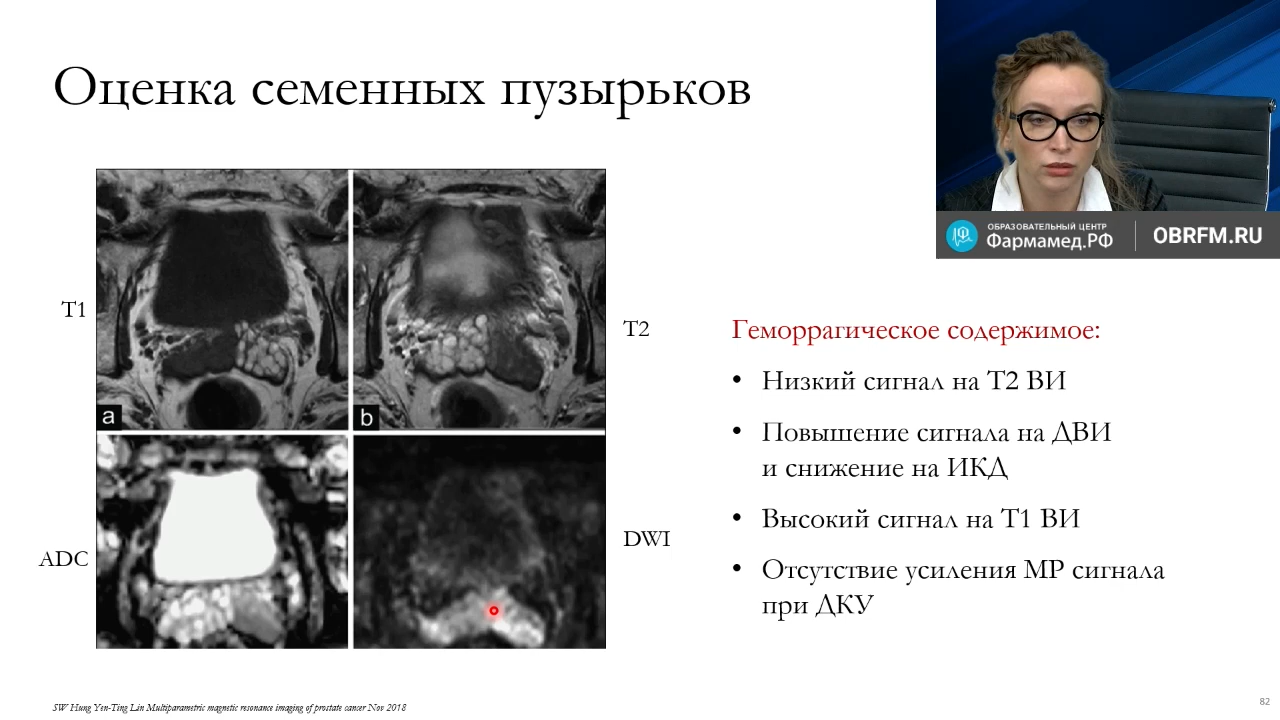 Оценка семенных пузырьков
ОБРАЗОВАТЕЛЬНЫЙ ЦЕНТР
Фармамед.РФ
OBRFM.RU
T1
a
b
T2
ADC
DWI
Геморрагическое содержимое:
• Низкий сигнал на Т2 ВИ
• Повышение сигнала на ДВИ
и снижение на ИКД
• Высокий сигнал на Т1 ВИ
• Отсутствие усиления МР сигнала
при ДКУ
SW Hung Yen-Ting Lin Multiparametric magnetic resonance imaging of prostate cancer Nov 2018
82